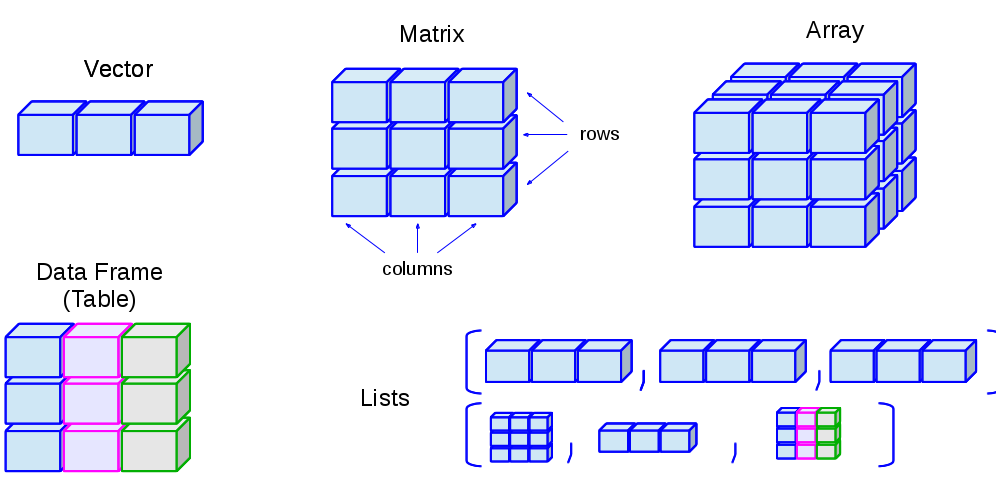 Vector
Matrix
Array
rows
columns
Data Frame
(Table)
Lists